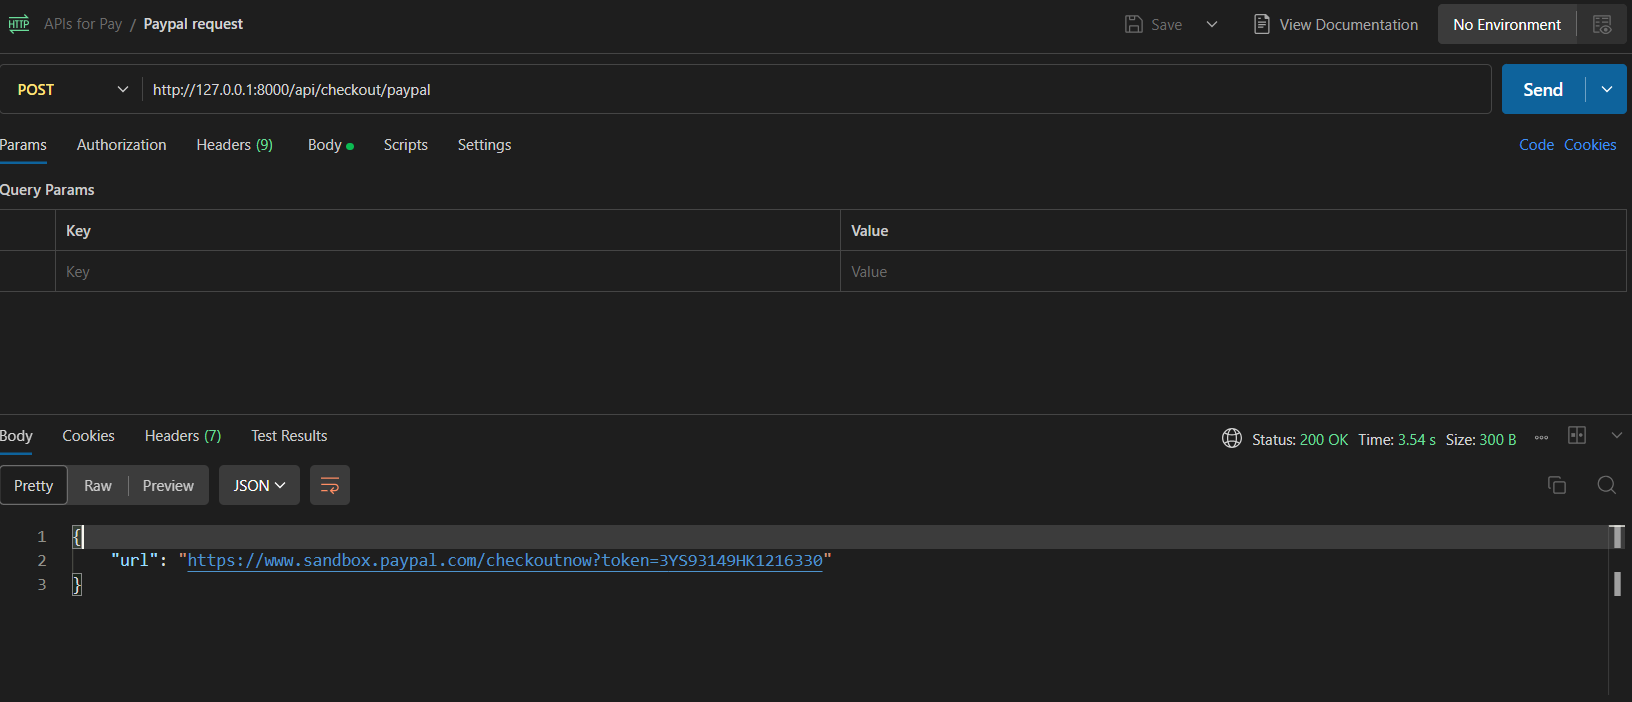 HTTP APIs for Pay / Paypal request Save View Documentation No Environment
POST http://127.0.0.1:8000/api/checkout/paypal Send
Params Authorization Headers (9) Body Scripts Settings Code Cookies
Query Params
Key Value
Key Value
Body Cookies Headers (7) Test Results Status: 200 OK Time: 3.54 s Size: 300 B
Pretty Raw Preview JSON
1 {
2 "url": "https://www.sandbox.paypal.com/checkoutnow?token=3YS93149HK1216330"
3 }